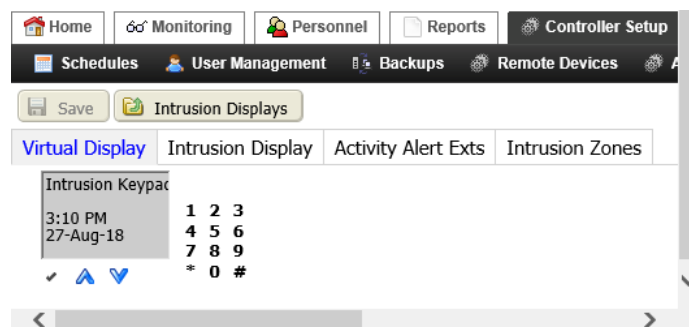 Home Monitoring Personnel Reports Controller Setup
Schedules User Management Backups Remote Devices
Save Intrusion Displays
Virtual Display Intrusion Display Activity Alert Exts Intrusion Zones
Intrusion Keypad
3:10 PM
27-Aug-18
1 2 3
4 5 6
7 8 9
* 0 #